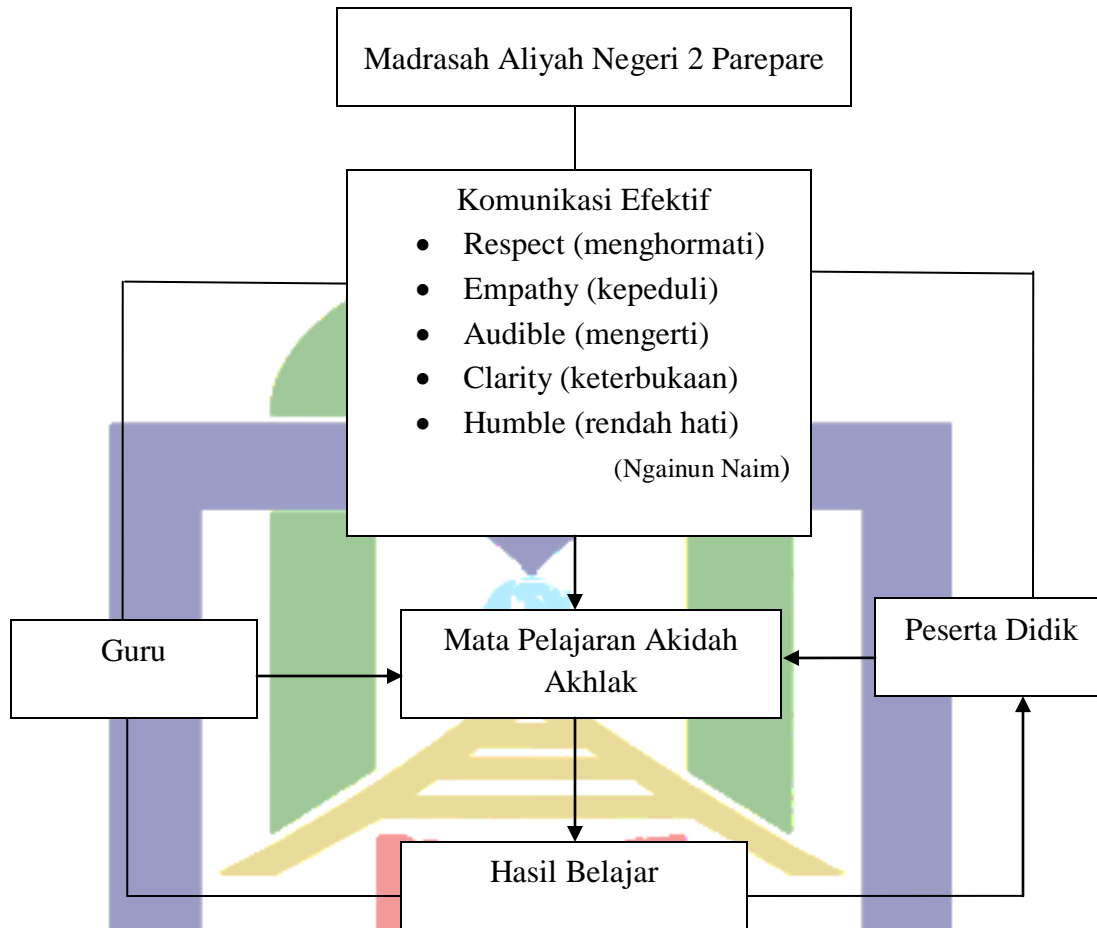 Madrasah Aliyah Negeri 2 Parepare
Komunikasi Efektif
• Respect (menghormati)
• Empathy (kepeduli)
• Audible (mengerti)
• Clarity (keterbukaan)
• Humble (rendah hati)
(Ngainun Naim)
Guru
Mata Pelajaran Akidah
Akhlak
Peserta Didik
Hasil Belajar